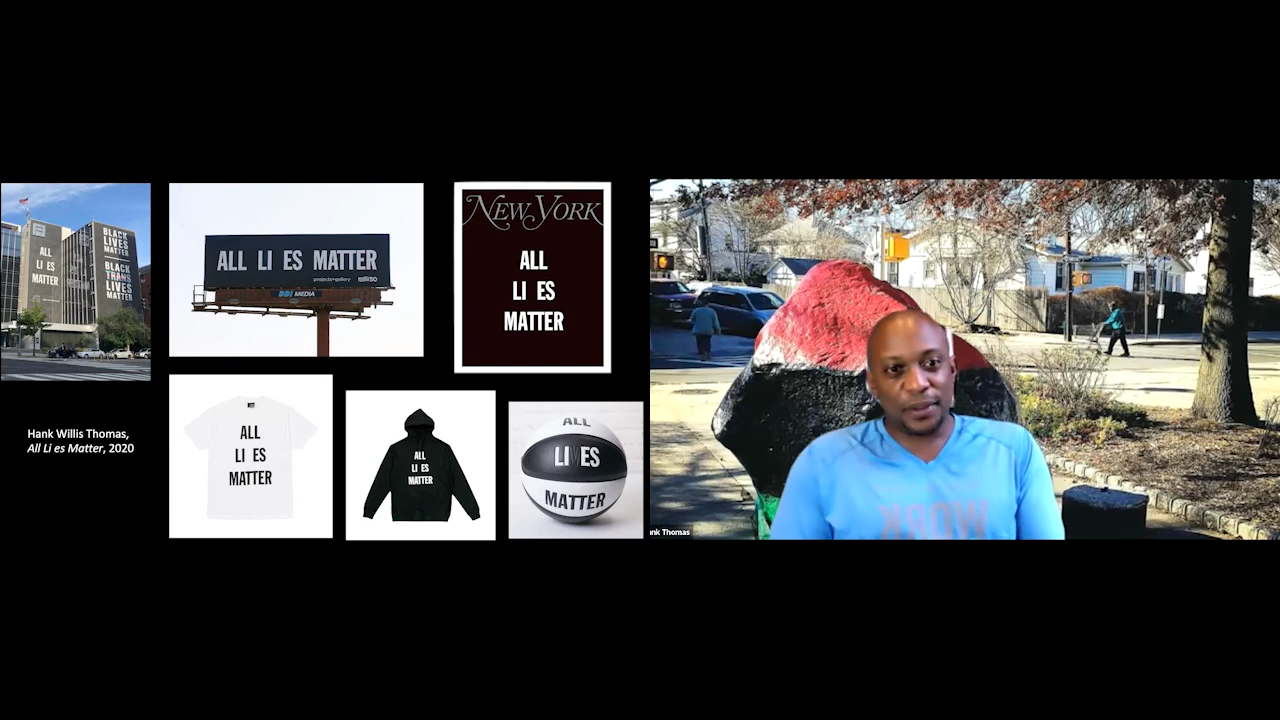 ALL
LI ES
MATTER
BLACK
LIVES
MATTER
BLACK
TRANS
LIVES
MATTER
ALL LI ES MATTER
projects+gallery
DDI MEDIA
NEW YORK
ALL
LI ES
MATTER
Hank Willis Thomas,
All Li es Matter, 2020
ALL
LI ES
MATTER
ALL
LI ES
MATTER
ALL
LIVES
MATTER
WORK
ank Thomas